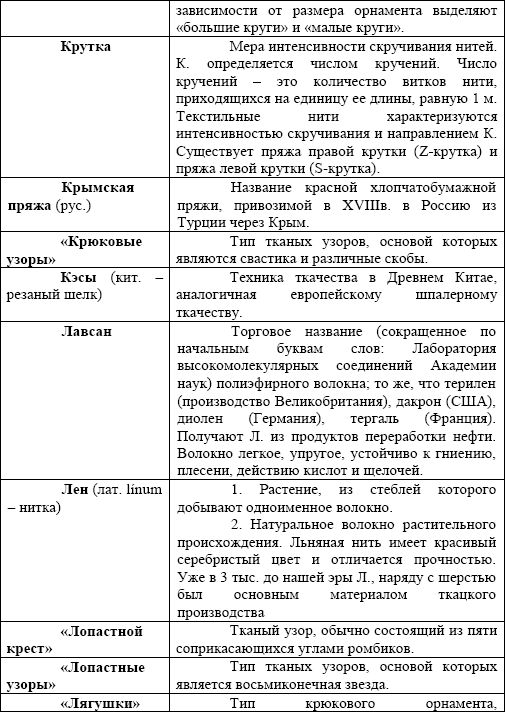 зависимости от размера орнамента выделяют
«большие круги» и «малые круги».
Крутка
Мера интенсивности скручивания нитей.
К. определяется числом кручений. Число
кручений – это количество витков нити,
приходящихся на единицу ее длины, равную 1 м.
Текстильные нити характеризуются
интенсивностью скручивания и направлением К.
Существует пряжа правой крутки (Z-крутка) и
пряжа левой крутки (S-крутка).
Крымская
пряжа (рус.)
Название красной хлопчатобумажной
пряжи, привозимой в XVIIIв. в Россию из
Турции через Крым.
«Крюковые
узоры»
Тип тканых узоров, основой которых
являются свастика и различные скобы.
Кэсы (кит. –
резаный шелк)
Техника ткачества в Древнем Китае,
аналогичная европейскому шпалерному
ткачеству.
Лавсан
Торговое название (сокращенное по
начальным буквам слов: Лаборатория
высокомолекулярных соединений Академии
наук) полиэфирного волокна; то же, что терилен
(производство Великобритания), дакрон (США),
диолен (Германия), тергаль (Франция).
Получают Л. из продуктов переработки нефти.
Волокно легкое, упругое, устойчиво к гниению,
плесени, действию кислот и щелочей.
Лен (лат. línum
– нитка)
1. Растение, из стеблей которого
добывают одноименное волокно.
2. Натуральное волокно растительного
происхождения. Льняная нить имеет красивый
серебристый цвет и отличается прочностью.
Уже в 3 тыс. до нашей эры Л., наряду с шерстью
был основным материалом ткацкого
производства
«Лопастной
крест»
Тканый узор, обычно состоящий из пяти
соприкасающихся углами ромбиков.
«Лопастные
узоры»
Тип тканых узоров, основой которых
является восьмиконечная звезда.
«Лягушки»
Тип крюкового орнамента,